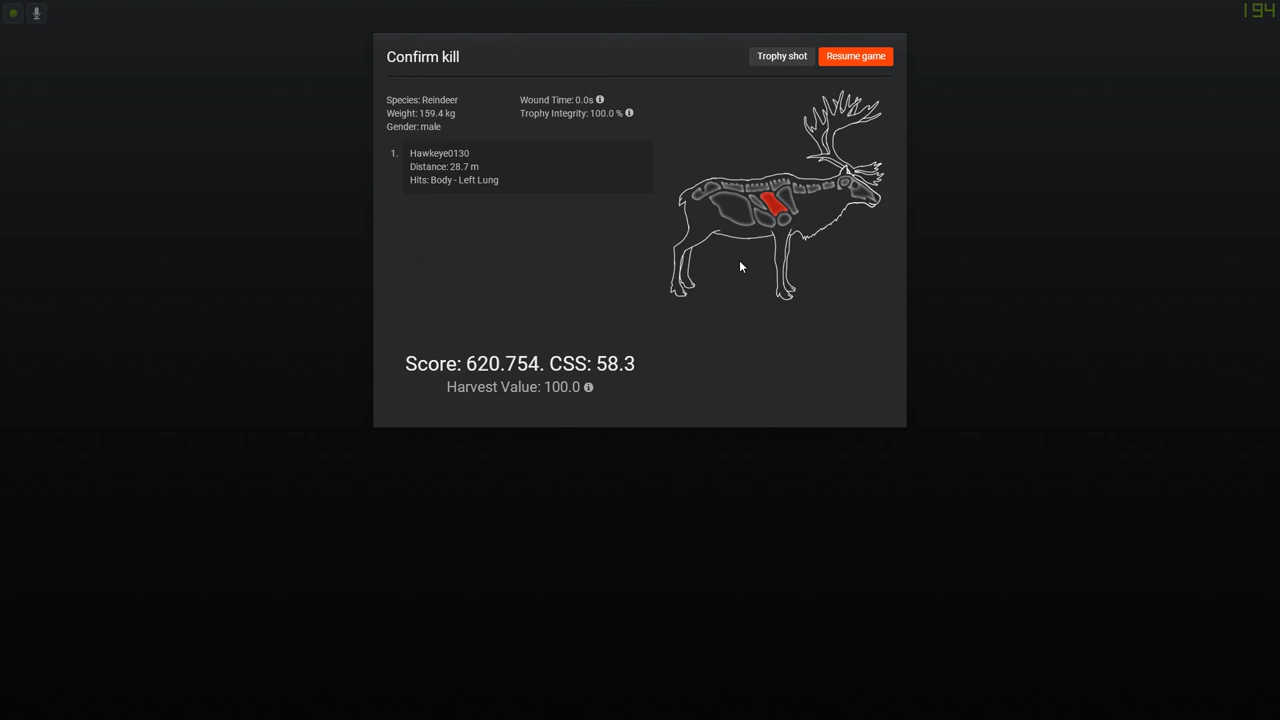 194
Confirm kill
Trophy shot
Resume game
Species: Reindeer
Wound Time: 0.0s
Weight: 159.4 kg
Trophy Integrity: 100.0 %
Gender: male
1. Hawkeye0130
Distance: 28.7 m
Hits: Body - Left Lung
Score: 620.754. CSS: 58.3
Harvest Value: 100.0